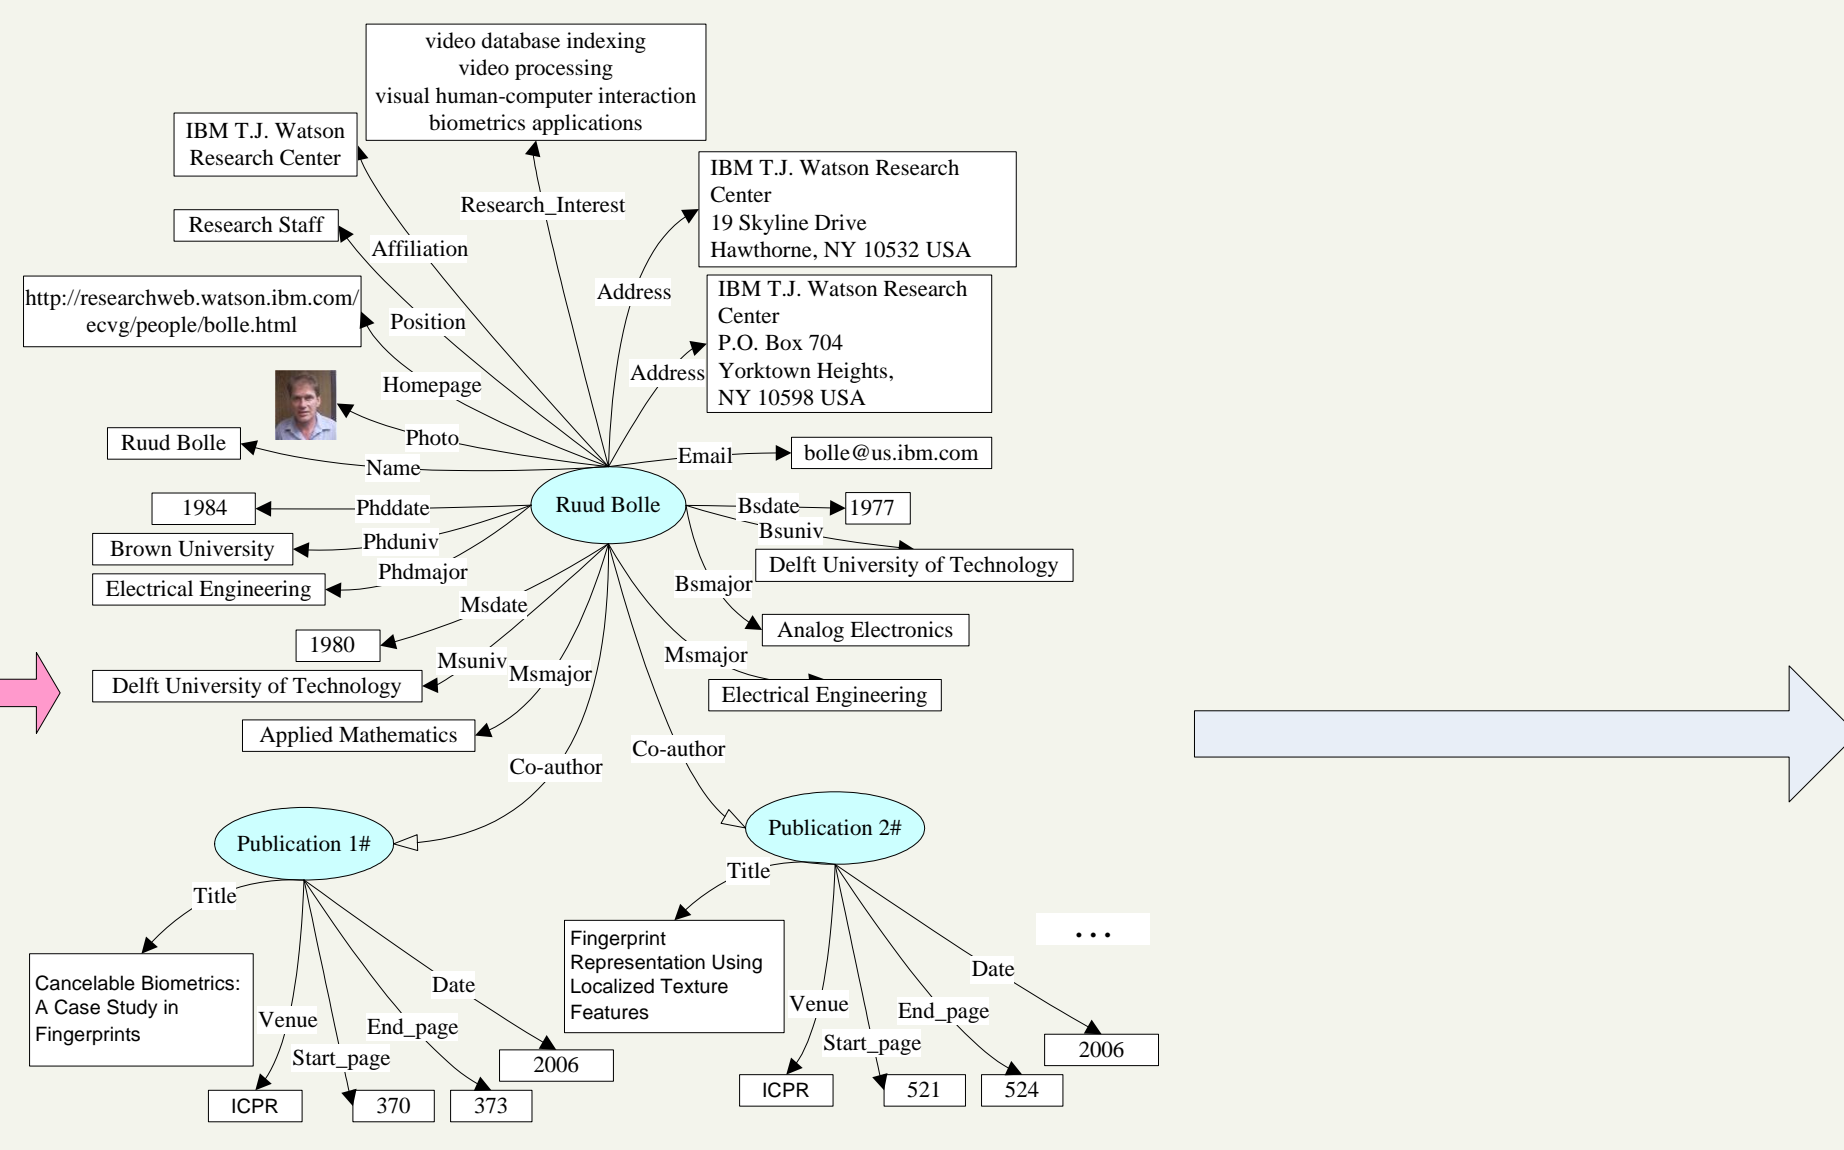 video database indexing
video processing
visual human-computer interaction
biometrics applications
IBM T.J. Watson
Research Center
IBM T.J. Watson Research
Center
19 Skyline Drive
Hawthorne, NY 10532 USA
Research_Interest
Research Staff
Affiliation
http://researchweb.watson.ibm.com/
ecvg/people/bolle.html
Address
IBM T.J. Watson Research
Center
P.O. Box 704
Yorktown Heights,
NY 10598 USA
Position
Address
Homepage
Photo
Ruud Bolle
Name
Email
bolle@us.ibm.com
1984
Phddate
Ruud Bolle
Bsdate
1977
Bsuniv
Brown University
Phduniv
Delft University of Technology
Electrical Engineering
Phdmajor
Bsmajor
Msdate
Analog Electronics
1980
Msuniv
Msmajor
Msmajor
Delft University of Technology
Electrical Engineering
Applied Mathematics
Co-author
Co-author
Publication 1#
Publication 2#
Title
Title
Cancelable Biometrics:
A Case Study in
Fingerprints
Fingerprint
Representation Using
Localized Texture
Features
...
Date
Date
Venue
End_page
Start_page
Venue
End_page
Start_page
2006
2006
ICPR
370
373
ICPR
521
524